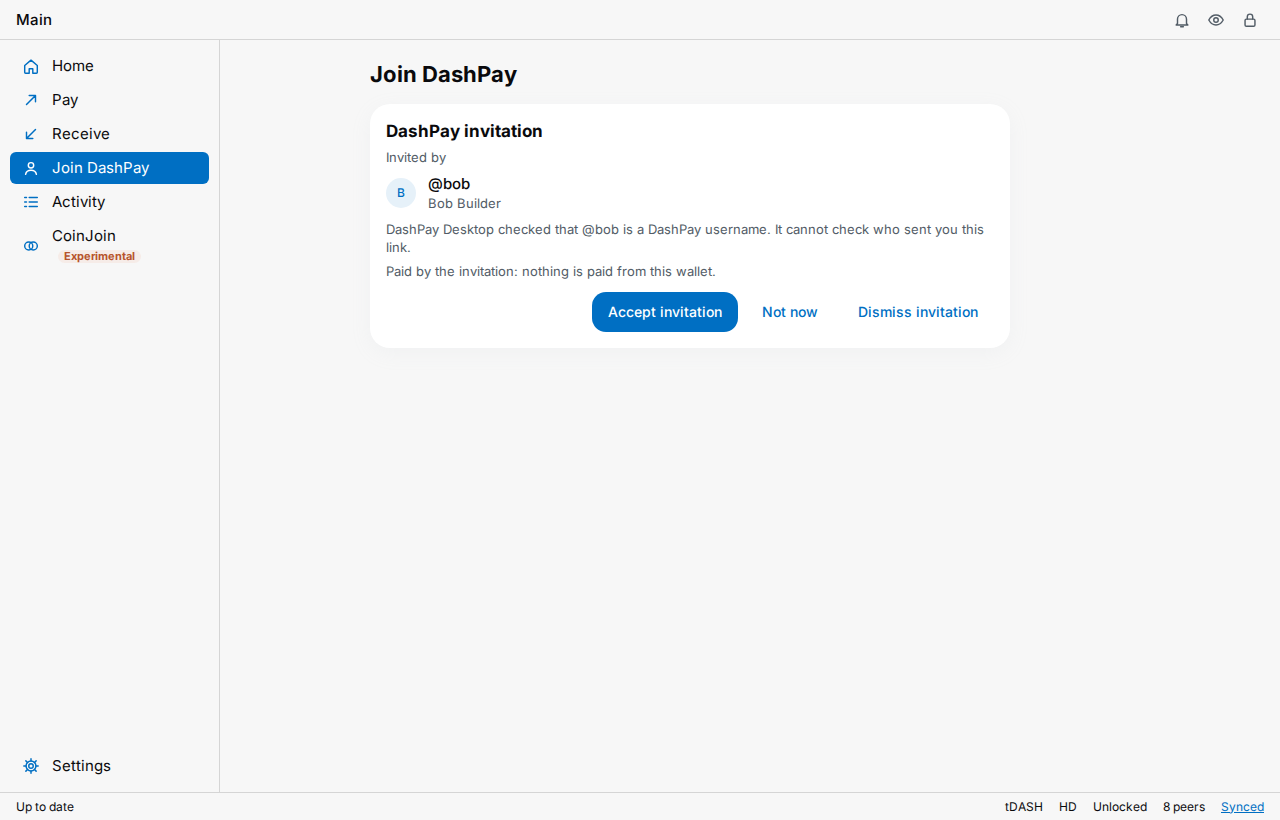 Main
Home
Pay
Receive
Join DashPay
Activity
CoinJoin
Experimental
Settings
Join DashPay
DashPay invitation
Invited by
B
@bob
Bob Builder
DashPay Desktop checked that @bob is a DashPay username. It cannot check who sent you this
link.
Paid by the invitation: nothing is paid from this wallet.
Accept invitation Not now Dismiss invitation
Up to date tDASH HD Unlocked 8 peers Synced